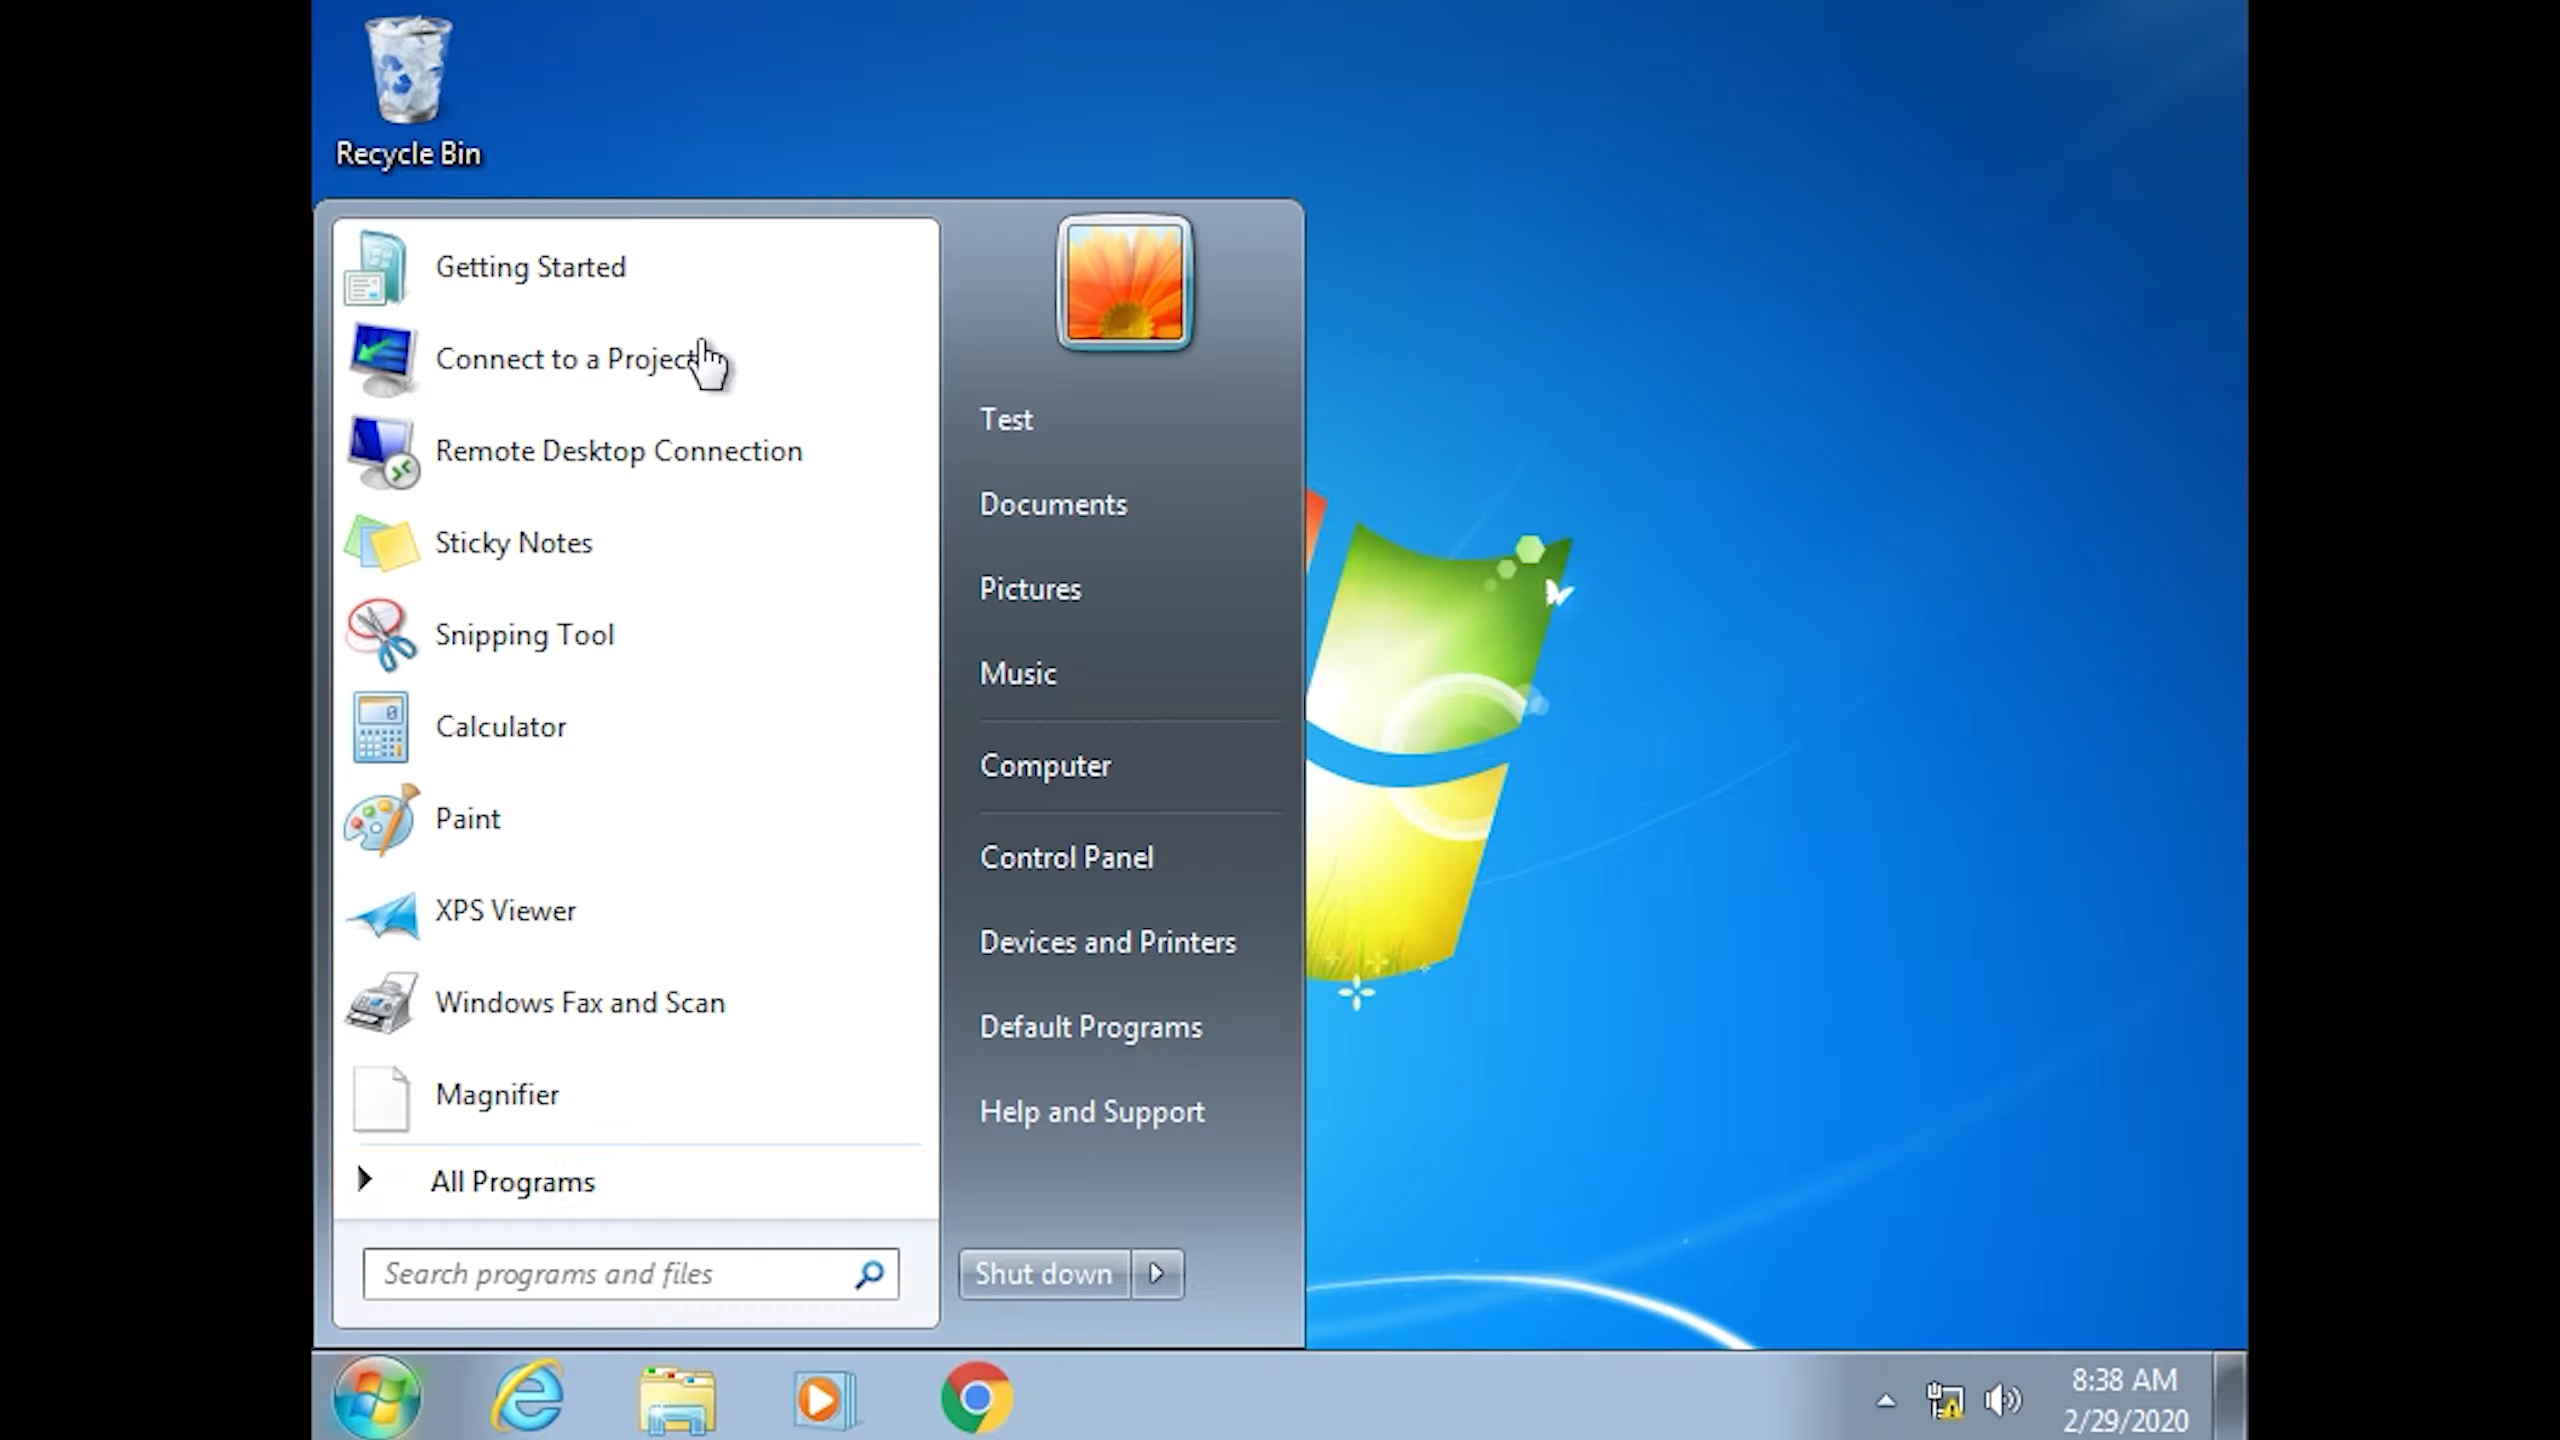 Recycle Bin
Getting Started
Connect to a Project
Remote Desktop Connection
Sticky Notes
Snipping Tool
Calculator
Paint
XPS Viewer
Windows Fax and Scan
Magnifier
All Programs
Search programs and files
Test
Documents
Pictures
Music
Computer
Control Panel
Devices and Printers
Default Programs
Help and Support
Shut down
8:38 AM
2/29/2020